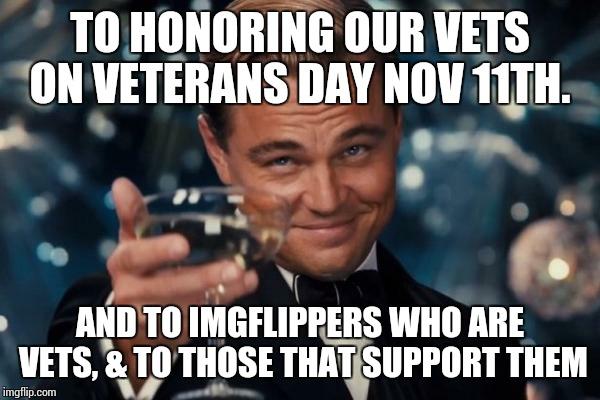 TO HONORING OUR VETS
ON VETERANS DAY NOV 11TH.
AND TO IMGFLIPPERS WHO ARE
VETS, & TO THOSE THAT SUPPORT THEM
imgflip.com